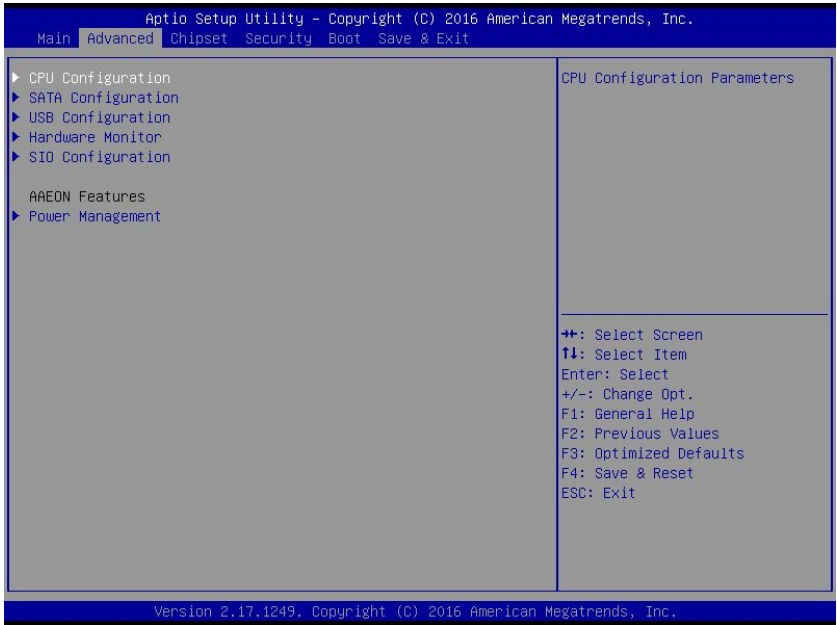 Aptio Setup Utility – Copyright (C) 2016 American Megatrends, Inc.
Main Advanced Chipset Security Boot Save & Exit
▶ CPU Configuration
▶ SATA Configuration
▶ USB Configuration
▶ Hardware Monitor
▶ SIO Configuration
AAEON Features
▶ Power Management
CPU Configuration Parameters
→←: Select Screen
↑↓: Select Item
Enter: Select
+/-: Change Opt.
F1: General Help
F2: Previous Values
F3: Optimized Defaults
F4: Save & Reset
ESC: Exit
Version 2.17.1249. Copyright (C) 2016 American Megatrends, Inc.